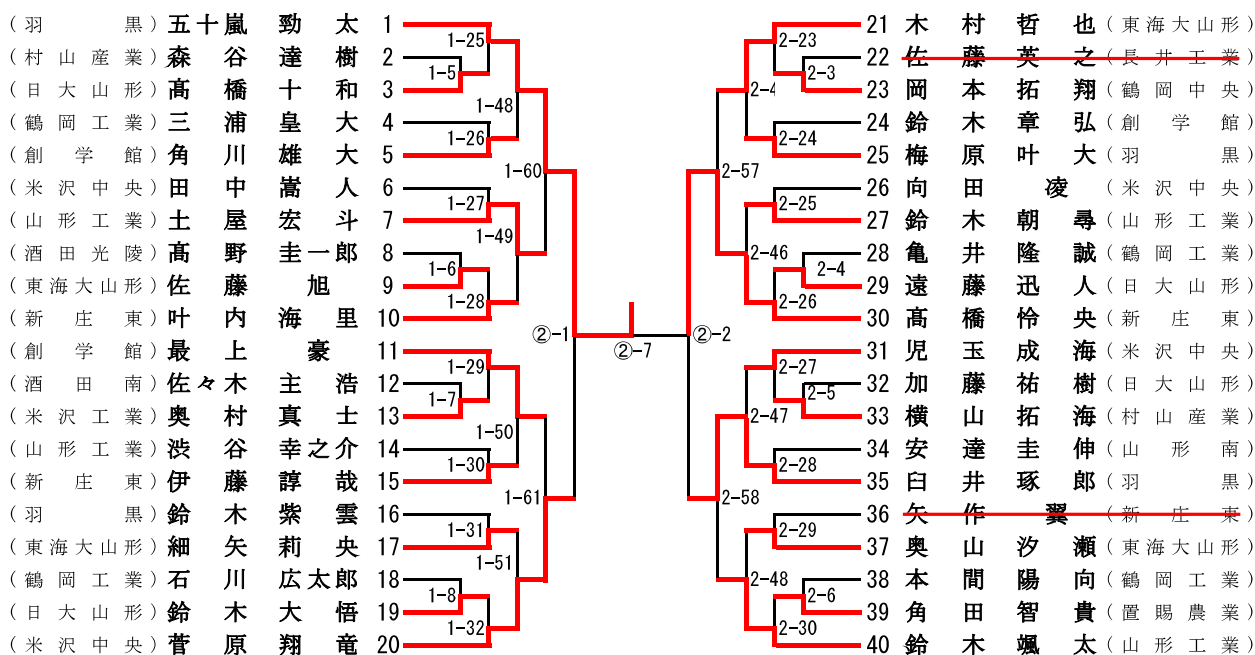 (羽黒) 五十嵐勁太 1
(村山産業) 森谷達樹 2
(日大山形) 髙橋十和 3
(鶴岡工業) 三浦皇大 4
(創学館) 角川雄大 5
(米沢中央) 田中嵩人 6
(山形工業) 土屋宏斗 7
(酒田光陵) 髙野圭一郎 8
(東海大山形) 佐藤旭 9
(新庄東) 叶内海里 10
(創学館) 最上豪 11
(酒田南) 佐々木主浩 12
(米沢工業) 奥村真士 13
(山形工業) 渋谷幸之介 14
(新庄東) 伊藤諄哉 15
(羽黒) 鈴木紫雲 16
(東海大山形) 細矢莉央 17
(鶴岡工業) 石川広太郎 18
(日大山形) 鈴木大悟 19
(米沢中央) 菅原翔竜 20
1-25
1-5
1-48
1-26
1-60
1-27
1-49
1-6
1-28
②-1
1-29
1-7
1-50
1-30
1-61
1-31
1-51
1-8
1-32
②-7
2-23
2-3
2-4
2-24
2-57
2-25
2-46
2-4
2-26
②-2
2-27
2-5
2-47
2-28
2-58
2-29
2-48
2-6
2-30
21 木村哲也 (東海大山形)
22 佐藤英之 (長井工業)
23 岡本拓翔 (鶴岡中央)
24 鈴木章弘 (創学館)
25 梅原叶大 (羽黒)
26 向田凌 (米沢中央)
27 鈴木朝尋 (山形工業)
28 亀井隆誠 (鶴岡工業)
29 遠藤迅人 (日大山形)
30 髙橋怜央 (新庄東)
31 児玉成海 (米沢中央)
32 加藤祐樹 (日大山形)
33 横山拓海 (村山産業)
34 安達圭伸 (山形南)
35 臼井琢郎 (羽黒)
36 矢作翼 (新庄東)
37 奥山汐瀬 (東海大山形)
38 本間陽向 (鶴岡工業)
39 角田智貴 (置賜農業)
40 鈴木颯太 (山形工業)